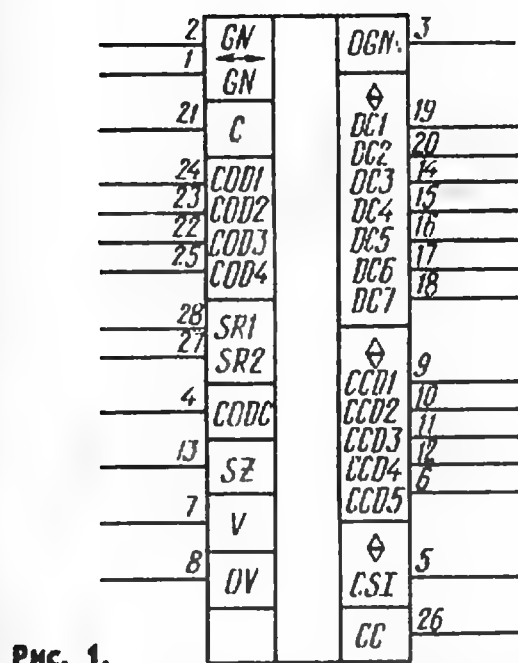 2 GN
↔
1 GN
21 C
24 COD1
23 COD2
22 COD3
25 COD4
28 SR1
27 SR2
4 CODC
13 SZ
7 V
8 OV
OGN 3
DC1 19
DC2 20
DC3 14
DC4 15
DC5 16
DC6 17
DC7 18
CCD1 9
CCD2 10
CCD3 11
CCD4 12
CCD5 6
CSI 5
CC 26
Рис. 1.